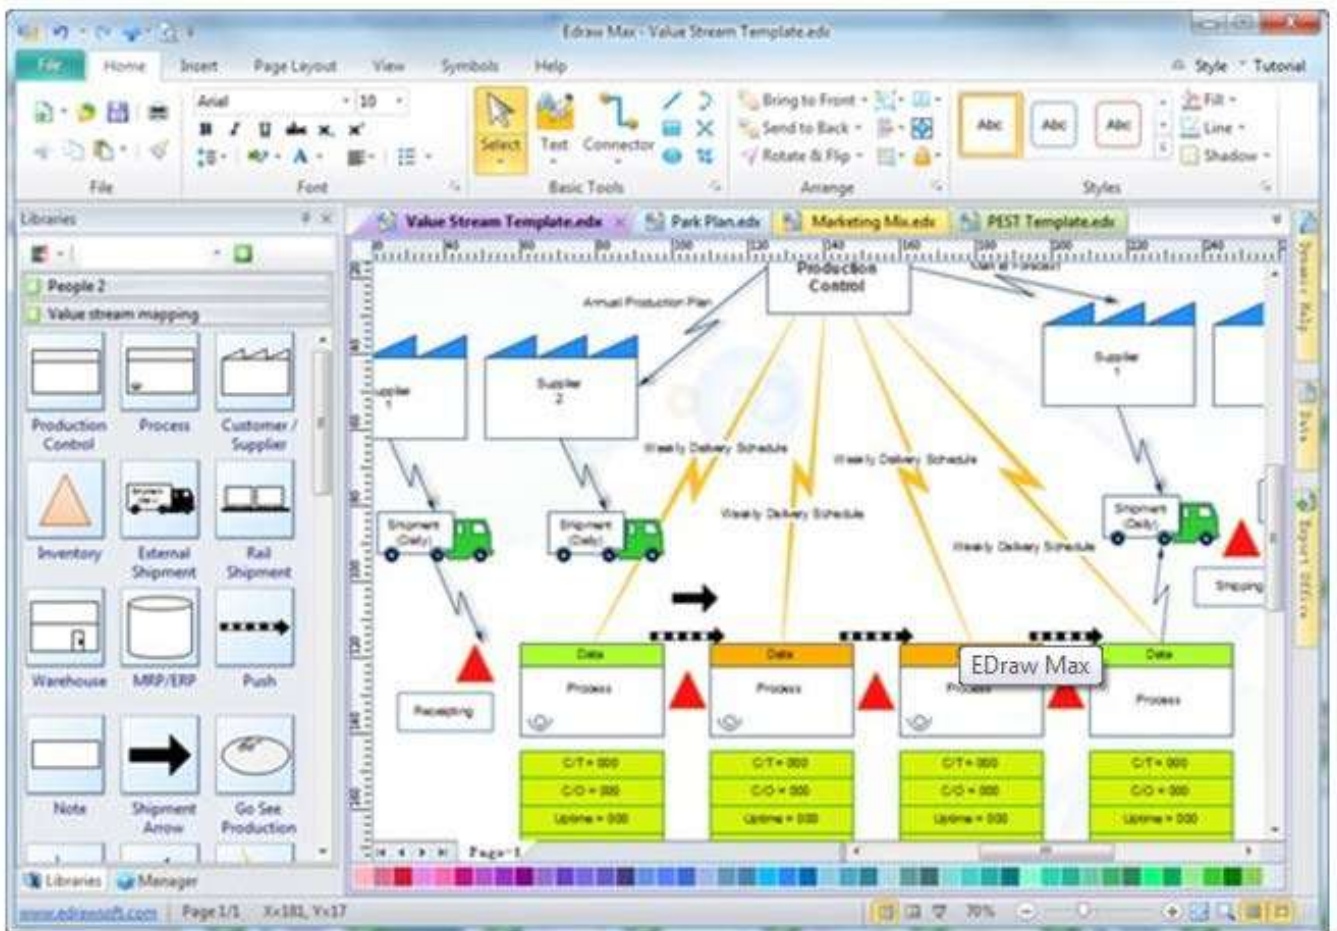 Edraw Max - Value Stream Template.edx
File Home Insert Page Layout View Symbols Help Style Tutorial
Arial 10
Select Text Connector
Bring to Front
Send to Back
Rotate & Flip
Abc Abc Abc
Fill
Line
Shadow
File Font Basic Tools Arrange Styles
Libraries
Value Stream Template.edx Park Plan.edx Marketing Mix.edx PEST Template.edx
People 2
Value stream mapping
Production Control
Process
Customer / Supplier
Inventory
External Shipment
Rail Shipment
Warehouse
MRP/ERP
Push
Note
Shipment Arrow
Go See Production
Libraries Manager
Production
Control
Annual Production Plan
Supplier
2
Supplier
1
Weekly Delivery Schedule
Weekly Delivery Schedule
Weekly Delivery Schedule
Weekly Delivery Schedule
Shipment
(Daily)
Shipment
(Daily)
Shipment
(Daily)
Shipping
Receipting
Data Data Data
EDraw Max
Process Process Process Process
C/T = 000 C/T = 000 C/T = 000 C/T = 000
C/O = 000 C/O = 000 C/O = 000 C/O = 000
Uptime = 000 Uptime = 000 Uptime = 000 Uptime = 000
Page-1
Dynamic Help
Data
Export Office
www.edrawsoft.com Page 1/1 X=181, Y=17 70%